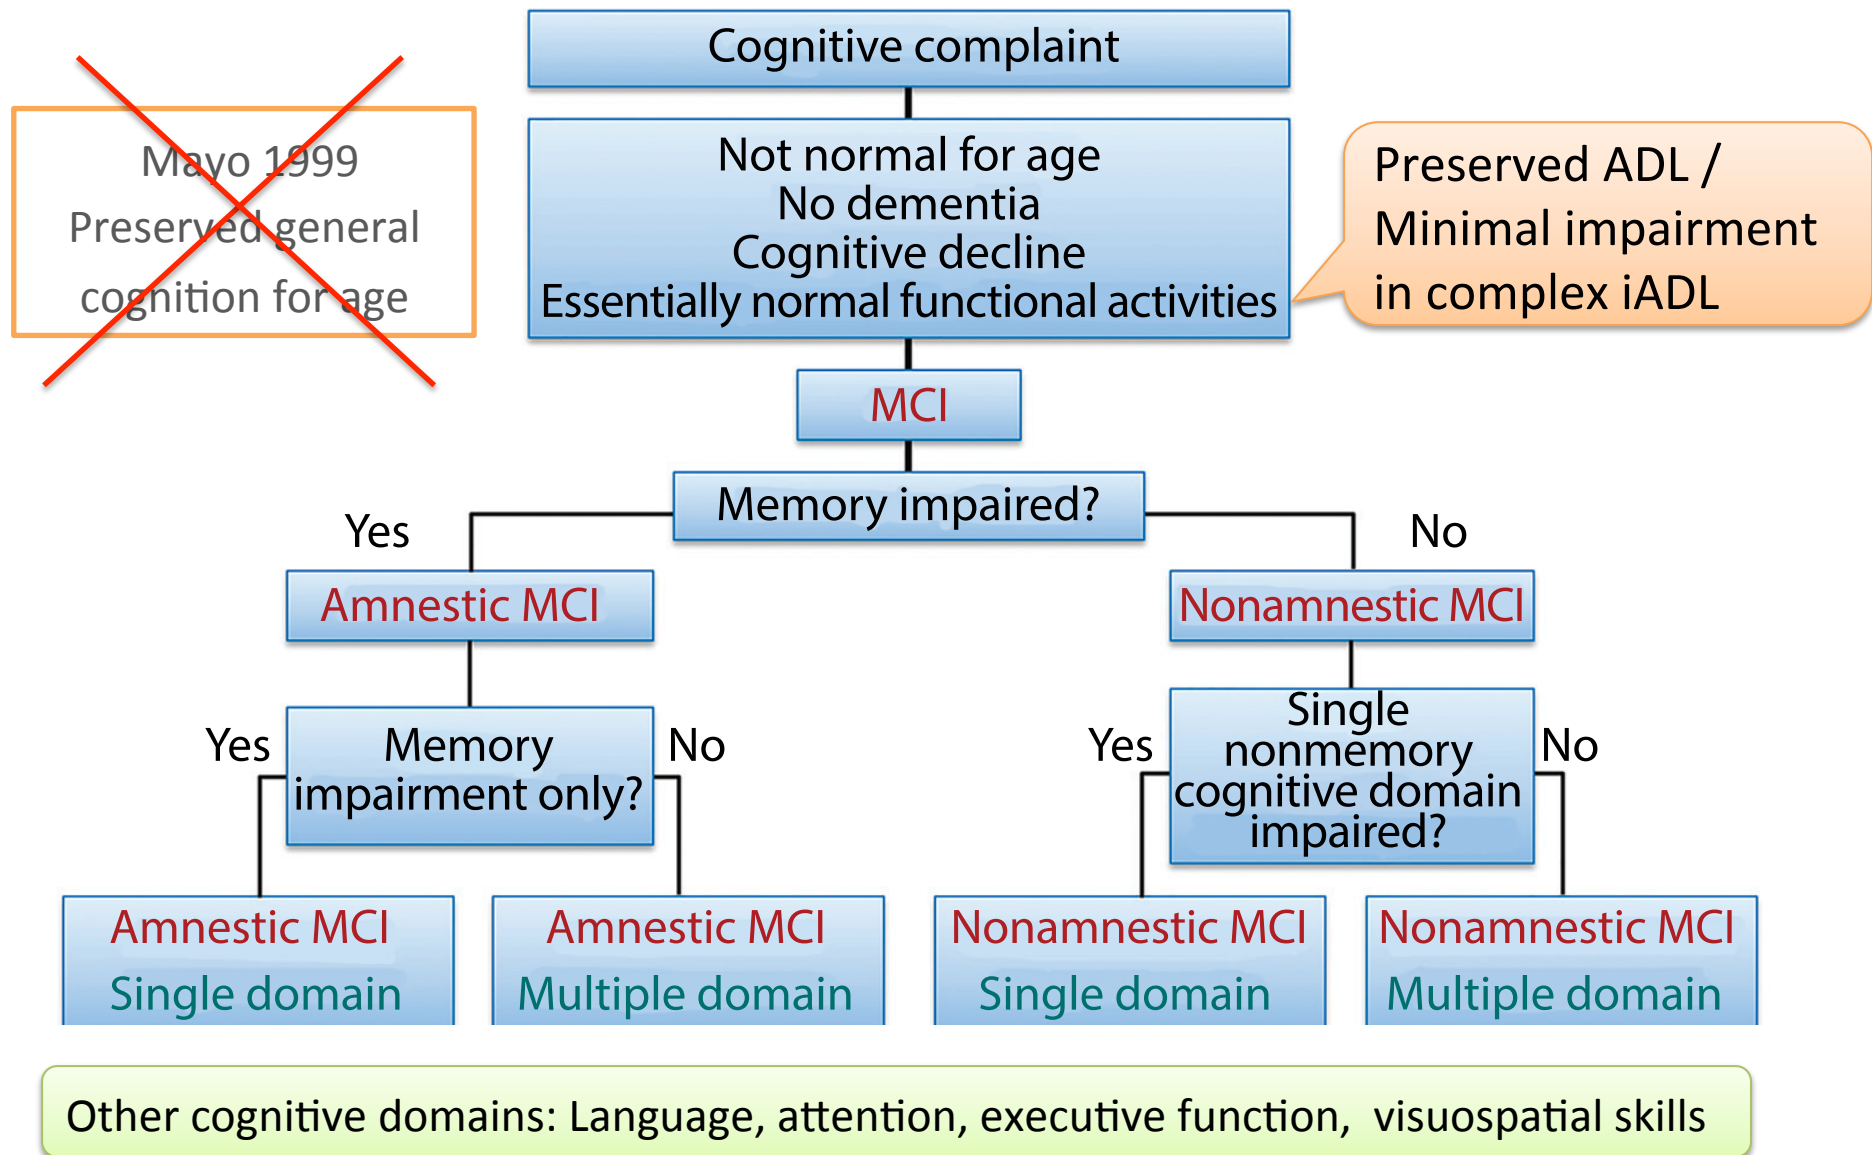 Cognitive complaint
Mayo 1999
Preserved general
cognition for age
Not normal for age
No dementia
Cognitive decline
Essentially normal functional activities
Preserved ADL /
Minimal impairment
in complex iADL
MCI
Memory impaired?
Yes
No
Amnestic MCI
Nonamnestic MCI
Yes
Memory
impairment only?
No
Yes
Single
nonmemory
cognitive domain
impaired?
No
Amnestic MCI
Single domain
Amnestic MCI
Multiple domain
Nonamnestic MCI
Single domain
Nonamnestic MCI
Multiple domain
Other cognitive domains: Language, attention, executive function, visuospatial skills